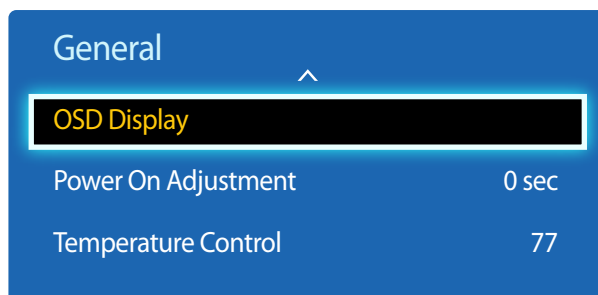 General
OSD Display
Power On Adjustment 0 sec
Temperature Control 77